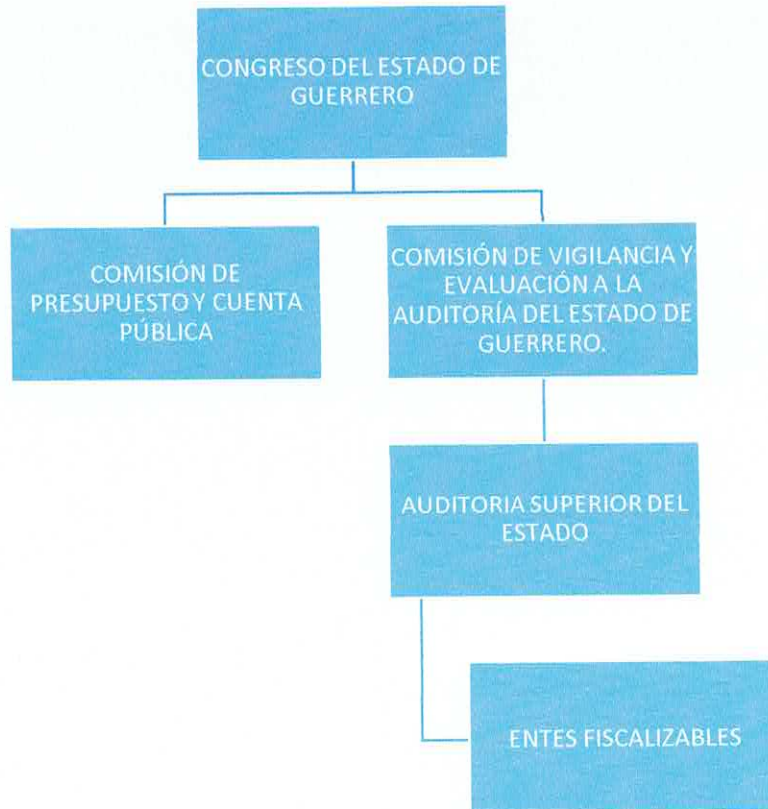 CONGRESO DEL ESTADO DE
GUERRERO
COMISIÓN DE
PRESUPUESTO Y CUENTA
PÚBLICA
COMISIÓN DE VIGILANCIA Y
EVALUACIÓN A LA
AUDITORÍA DEL ESTADO DE
GUERRERO.
AUDITORIA SUPERIOR DEL
ESTADO
ENTES FISCALIZABLES